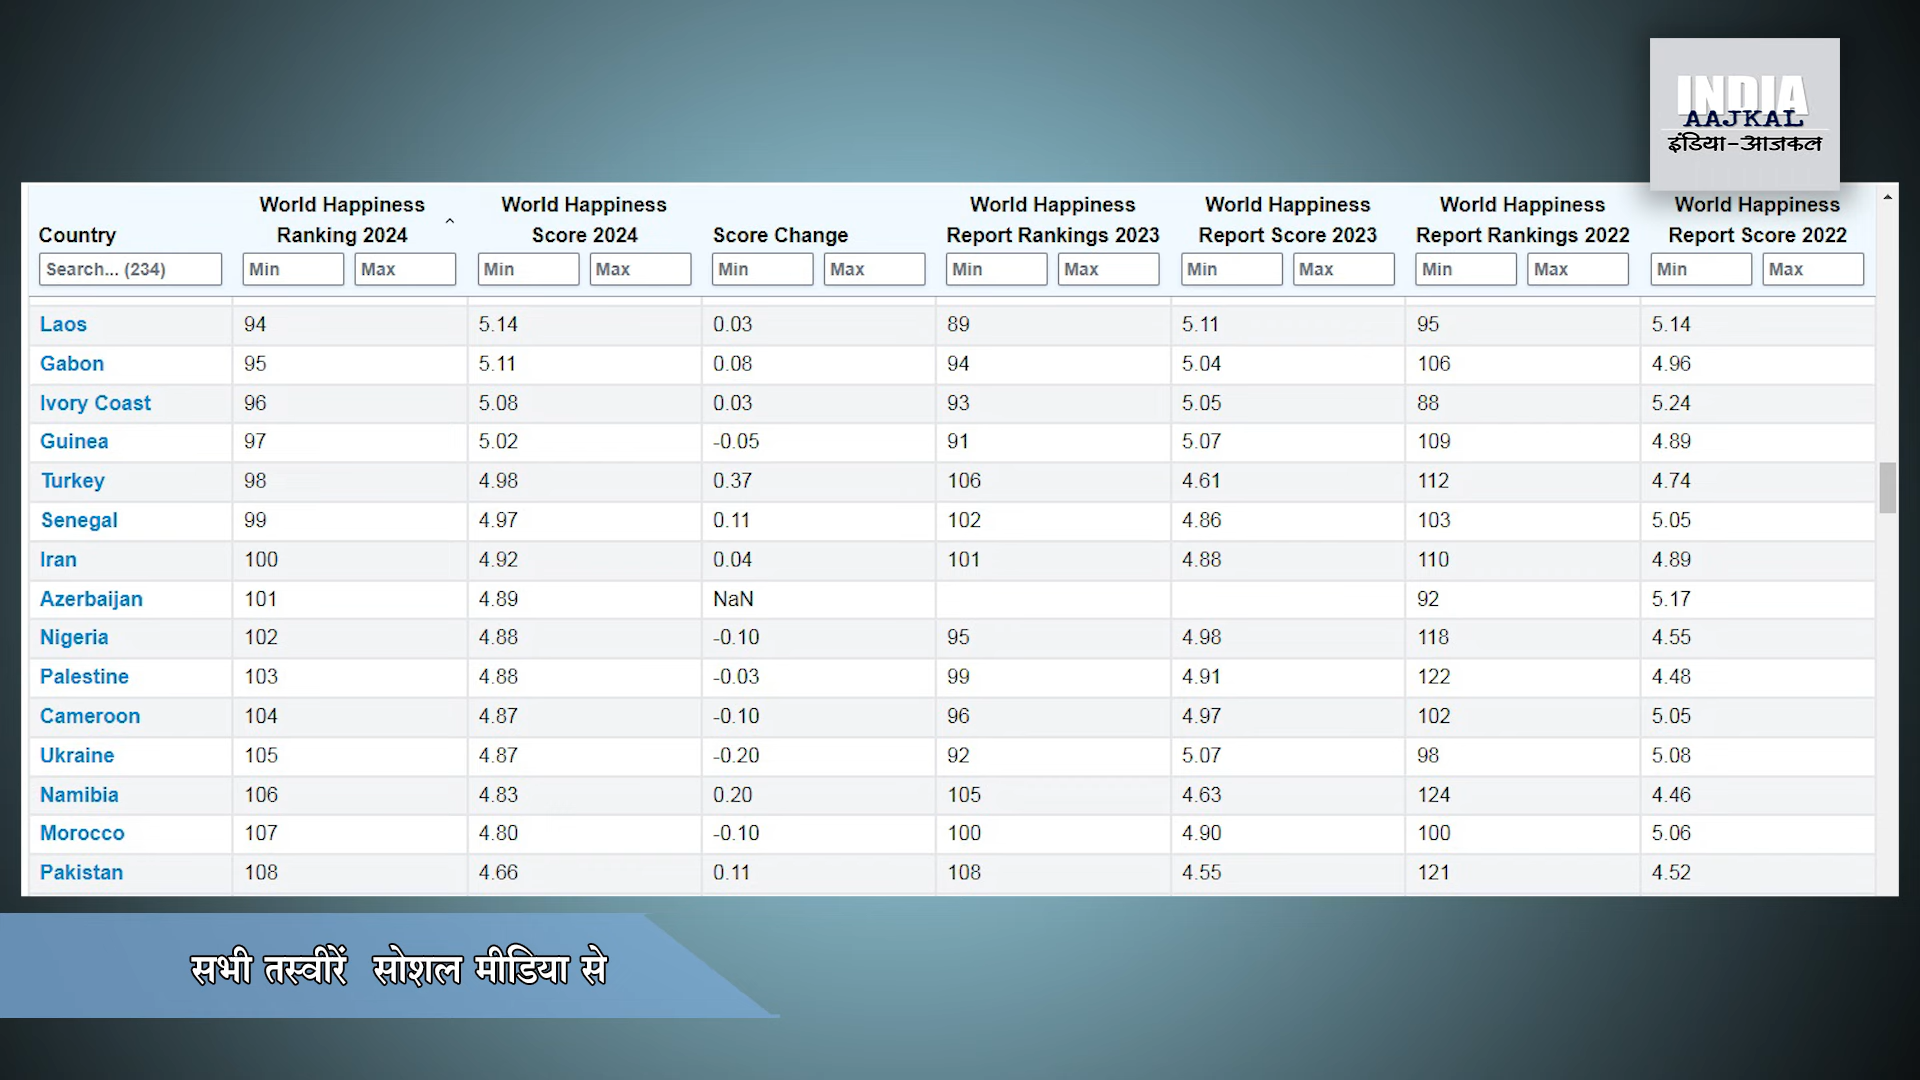 INDIA
AAJKAL
इंडिया-आजकल
Country World Happiness Ranking 2024 World Happiness Score 2024 Score Change World Happiness Report Rankings 2023 World Happiness Report Score 2023 World Happiness Report Rankings 2022 World Happiness Report Score 2022
Search... (234) Min Max Min Max Min Max Min Max Min Max Min Max Min Max
Laos 94 5.14 0.03 89 5.11 95 5.14
Gabon 95 5.11 0.08 94 5.04 106 4.96
Ivory Coast 96 5.08 0.03 93 5.05 88 5.24
Guinea 97 5.02 -0.05 91 5.07 109 4.89
Turkey 98 4.98 0.37 106 4.61 112 4.74
Senegal 99 4.97 0.11 102 4.86 103 5.05
Iran 100 4.92 0.04 101 4.88 110 4.89
Azerbaijan 101 4.89 NaN 92 5.17
Nigeria 102 4.88 -0.10 95 4.98 118 4.55
Palestine 103 4.88 -0.03 99 4.91 122 4.48
Cameroon 104 4.87 -0.10 96 4.97 102 5.05
Ukraine 105 4.87 -0.20 92 5.07 98 5.08
Namibia 106 4.83 0.20 105 4.63 124 4.46
Morocco 107 4.80 -0.10 100 4.90 100 5.06
Pakistan 108 4.66 0.11 108 4.55 121 4.52
सभी तस्वीरें सोशल मीडिया से